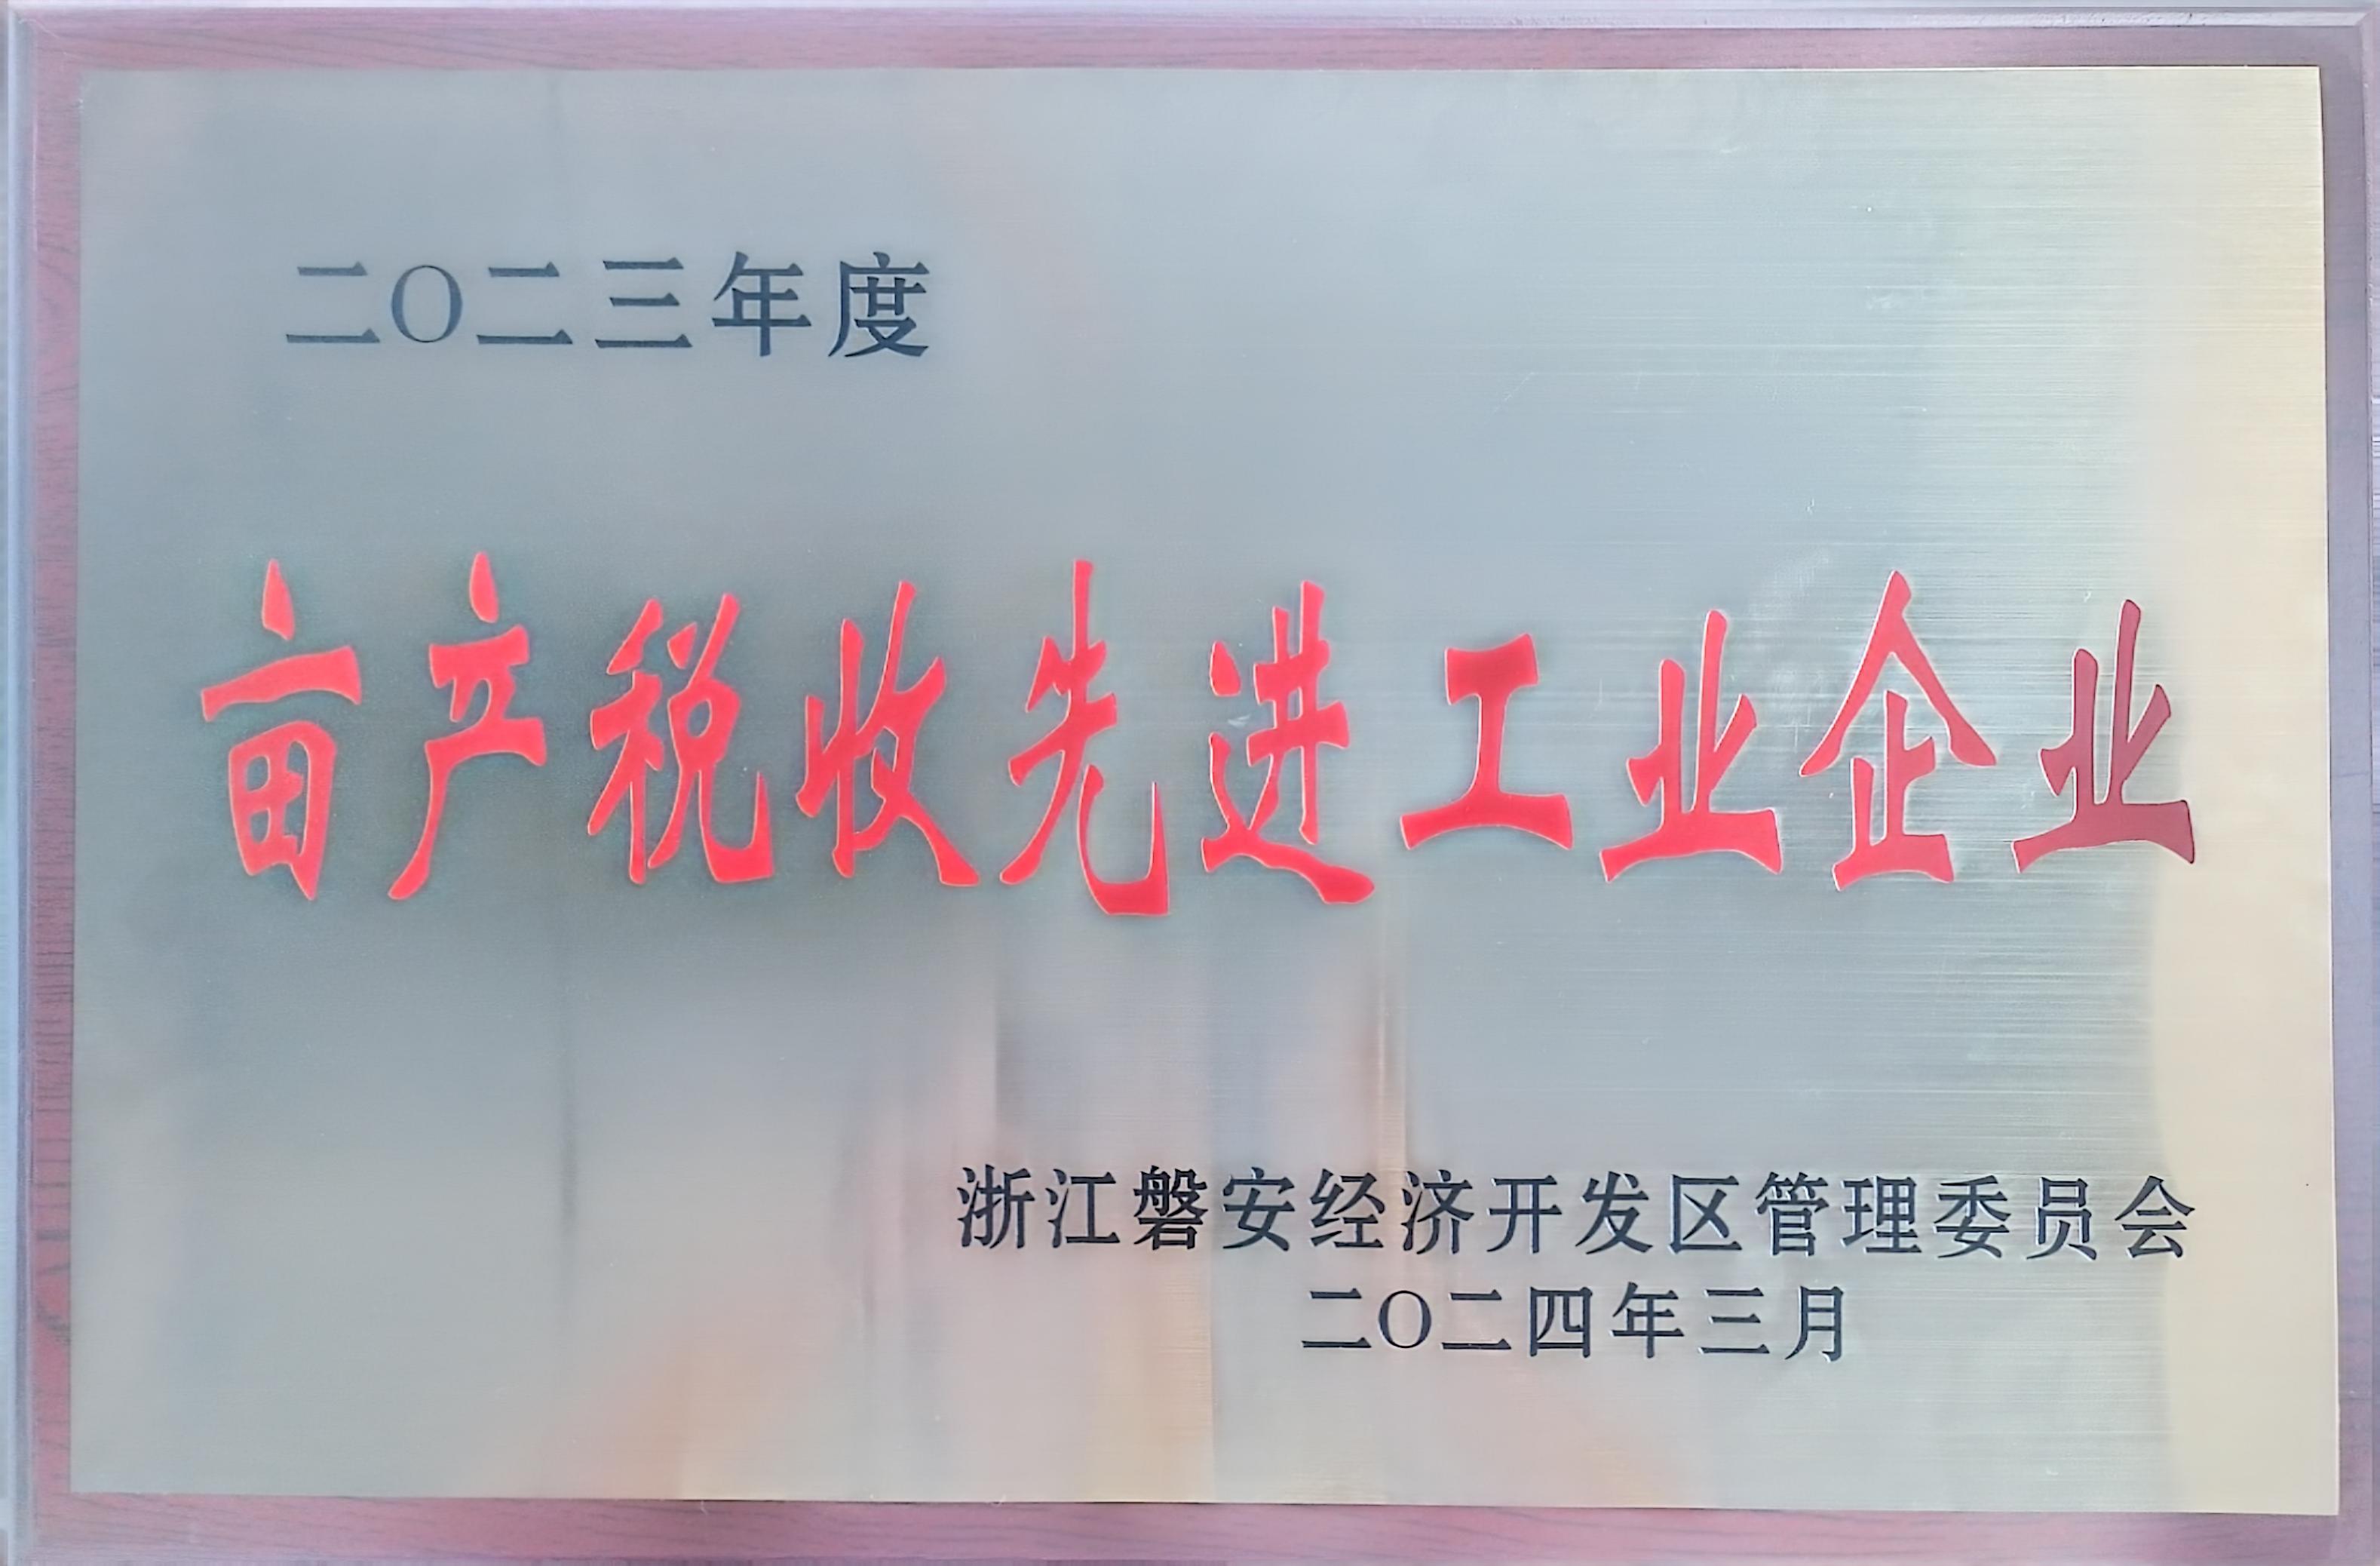 二〇二三年度
亩产税收先进工业企业
浙江磐安经济开发区管理委员会
二〇二四年三月